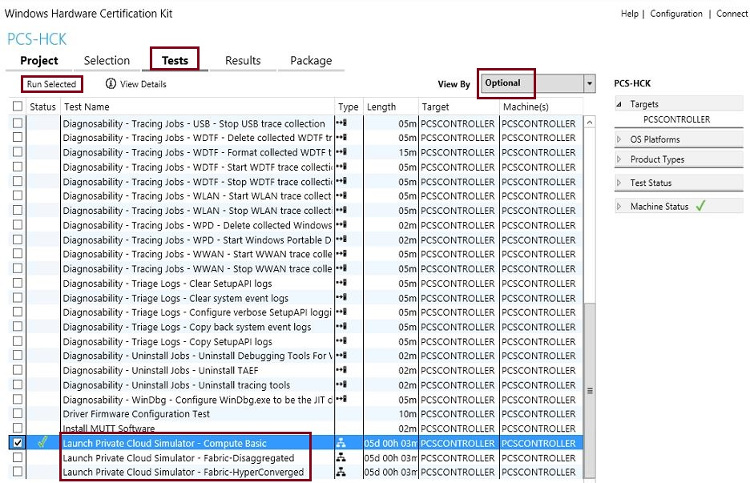 Windows Hardware Certification Kit
Help | Configuration | Connect
PCS-HCK
Project Selection Tests Results Package
Run Selected View Details View By Optional
Status Test Name Type Length Target Machine(s)
Diagnosability - Tracing Jobs - USB - Stop USB trace collection 05m PCSCONTROLLER PCSCONTROLLER
Diagnosability - Tracing Jobs - WDTF - Delete collected WDTF tr 05m PCSCONTROLLER PCSCONTROLLER
Diagnosability - Tracing Jobs - WDTF - Format collected WDTF t 15m PCSCONTROLLER PCSCONTROLLER
Diagnosability - Tracing Jobs - WDTF - Start WDTF trace collecti 05m PCSCONTROLLER PCSCONTROLLER
Diagnosability - Tracing Jobs - WDTF - Stop WDTF trace collecti 05m PCSCONTROLLER PCSCONTROLLER
Diagnosability - Tracing Jobs - WLAN - Start WLAN trace collect 05m PCSCONTROLLER PCSCONTROLLER
Diagnosability - Tracing Jobs - WLAN - Stop WLAN trace collect 05m PCSCONTROLLER PCSCONTROLLER
Diagnosability - Tracing Jobs - WPD - Delete collected Windows 02m PCSCONTROLLER PCSCONTROLLER
Diagnosability - Tracing Jobs - WPD - Start Windows Portable D 02m PCSCONTROLLER PCSCONTROLLER
Diagnosability - Tracing Jobs - WWAN - Start WWAN trace colle 05m PCSCONTROLLER PCSCONTROLLER
Diagnosability - Tracing Jobs - WWAN - Stop WWAN trace colle 05m PCSCONTROLLER PCSCONTROLLER
Diagnosability - Triage Logs - Clear SetupAPI logs 05m PCSCONTROLLER PCSCONTROLLER
Diagnosability - Triage Logs - Clear system event logs 05m PCSCONTROLLER PCSCONTROLLER
Diagnosability - Triage Logs - Configure verbose SetupAPI loggi 05m PCSCONTROLLER PCSCONTROLLER
Diagnosability - Triage Logs - Copy back system event logs 05m PCSCONTROLLER PCSCONTROLLER
Diagnosability - Triage Logs - Copy SetupAPI logs 05m PCSCONTROLLER PCSCONTROLLER
Diagnosability - Uninstall Jobs - Uninstall Debugging Tools For V 02m PCSCONTROLLER PCSCONTROLLER
Diagnosability - Uninstall Jobs - Uninstall TAEF 02m PCSCONTROLLER PCSCONTROLLER
Diagnosability - Uninstall Jobs - Uninstall tracing tools 02m PCSCONTROLLER PCSCONTROLLER
Diagnosability - WinDbg - Configure WinDbg.exe to be the JIT d 05m PCSCONTROLLER PCSCONTROLLER
Driver Firmware Configuration Test 10m PCSCONTROLLER PCSCONTROLLER
Install MUTT Software 02m PCSCONTROLLER PCSCONTROLLER
Launch Private Cloud Simulator - Compute Basic 05d 00h 03m PCSCONTROLLER PCSCONTROLLER
Launch Private Cloud Simulator - Fabric-Disaggregated 05d 00h 03m PCSCONTROLLER PCSCONTROLLER
Launch Private Cloud Simulator - Fabric-HyperConverged 05d 00h 03m PCSCONTROLLER PCSCONTROLLER
PCS-HCK
Targets
PCSCONTROLLER
OS Platforms
Product Types
Test Status
Machine Status